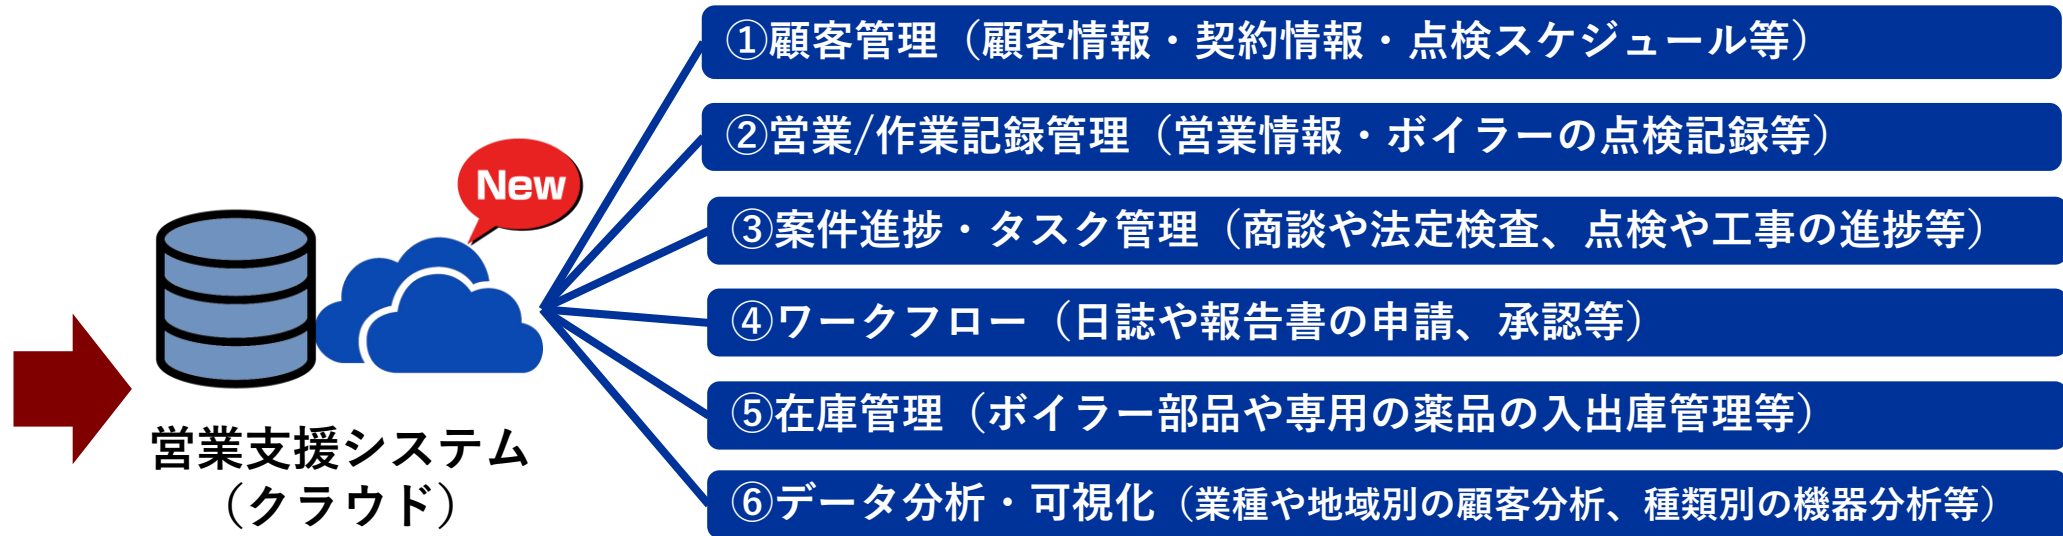 ①顧客管理（顧客情報・契約情報・点検スケジュール等）
②営業/作業記録管理（営業情報・ボイラーの点検記録等）
New
③案件進捗・タスク管理（商談や法定検査、点検や工事の進捗等）
④ワークフロー（日誌や報告書の申請、承認等）
⑤在庫管理（ボイラー部品や専用の薬品の入出庫管理等）
営業支援システム
（クラウド）
⑥データ分析・可視化（業種や地域別の顧客分析、種類別の機器分析等）